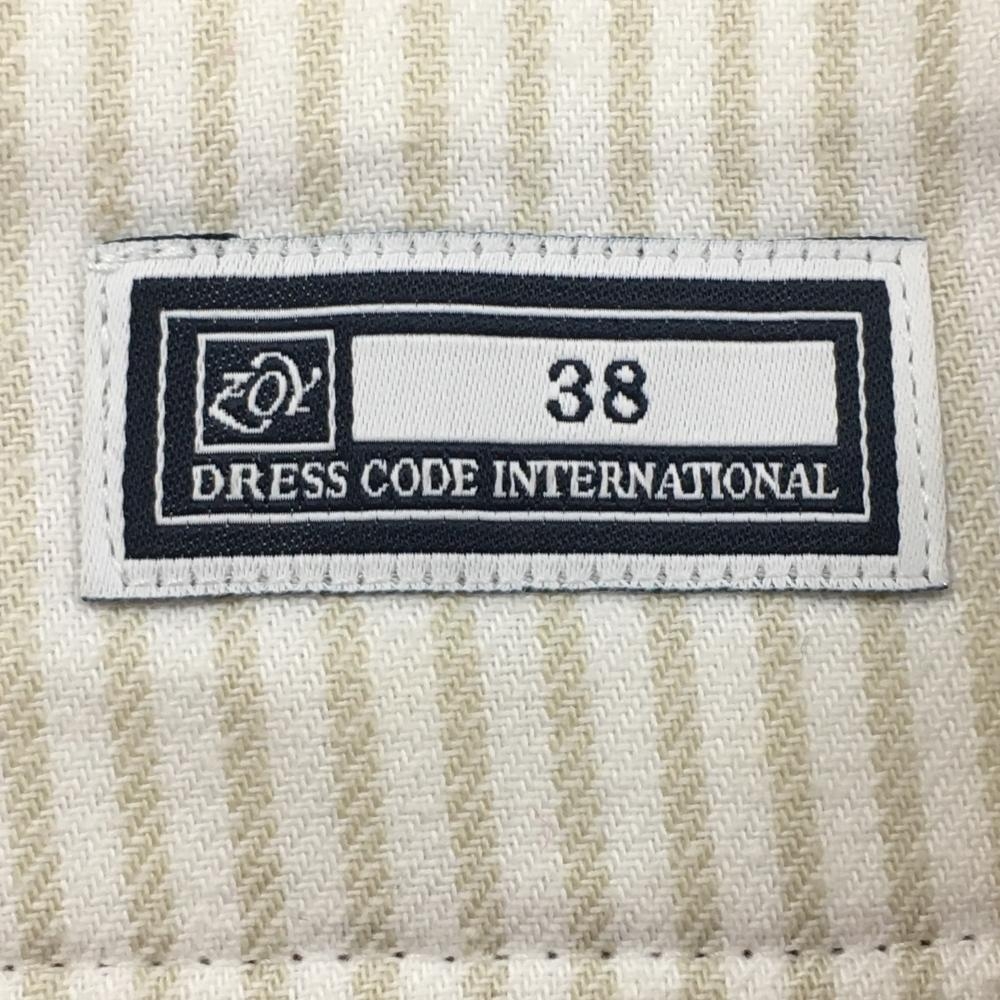 ZOY
38
DRESS CODE INTERNATIONAL